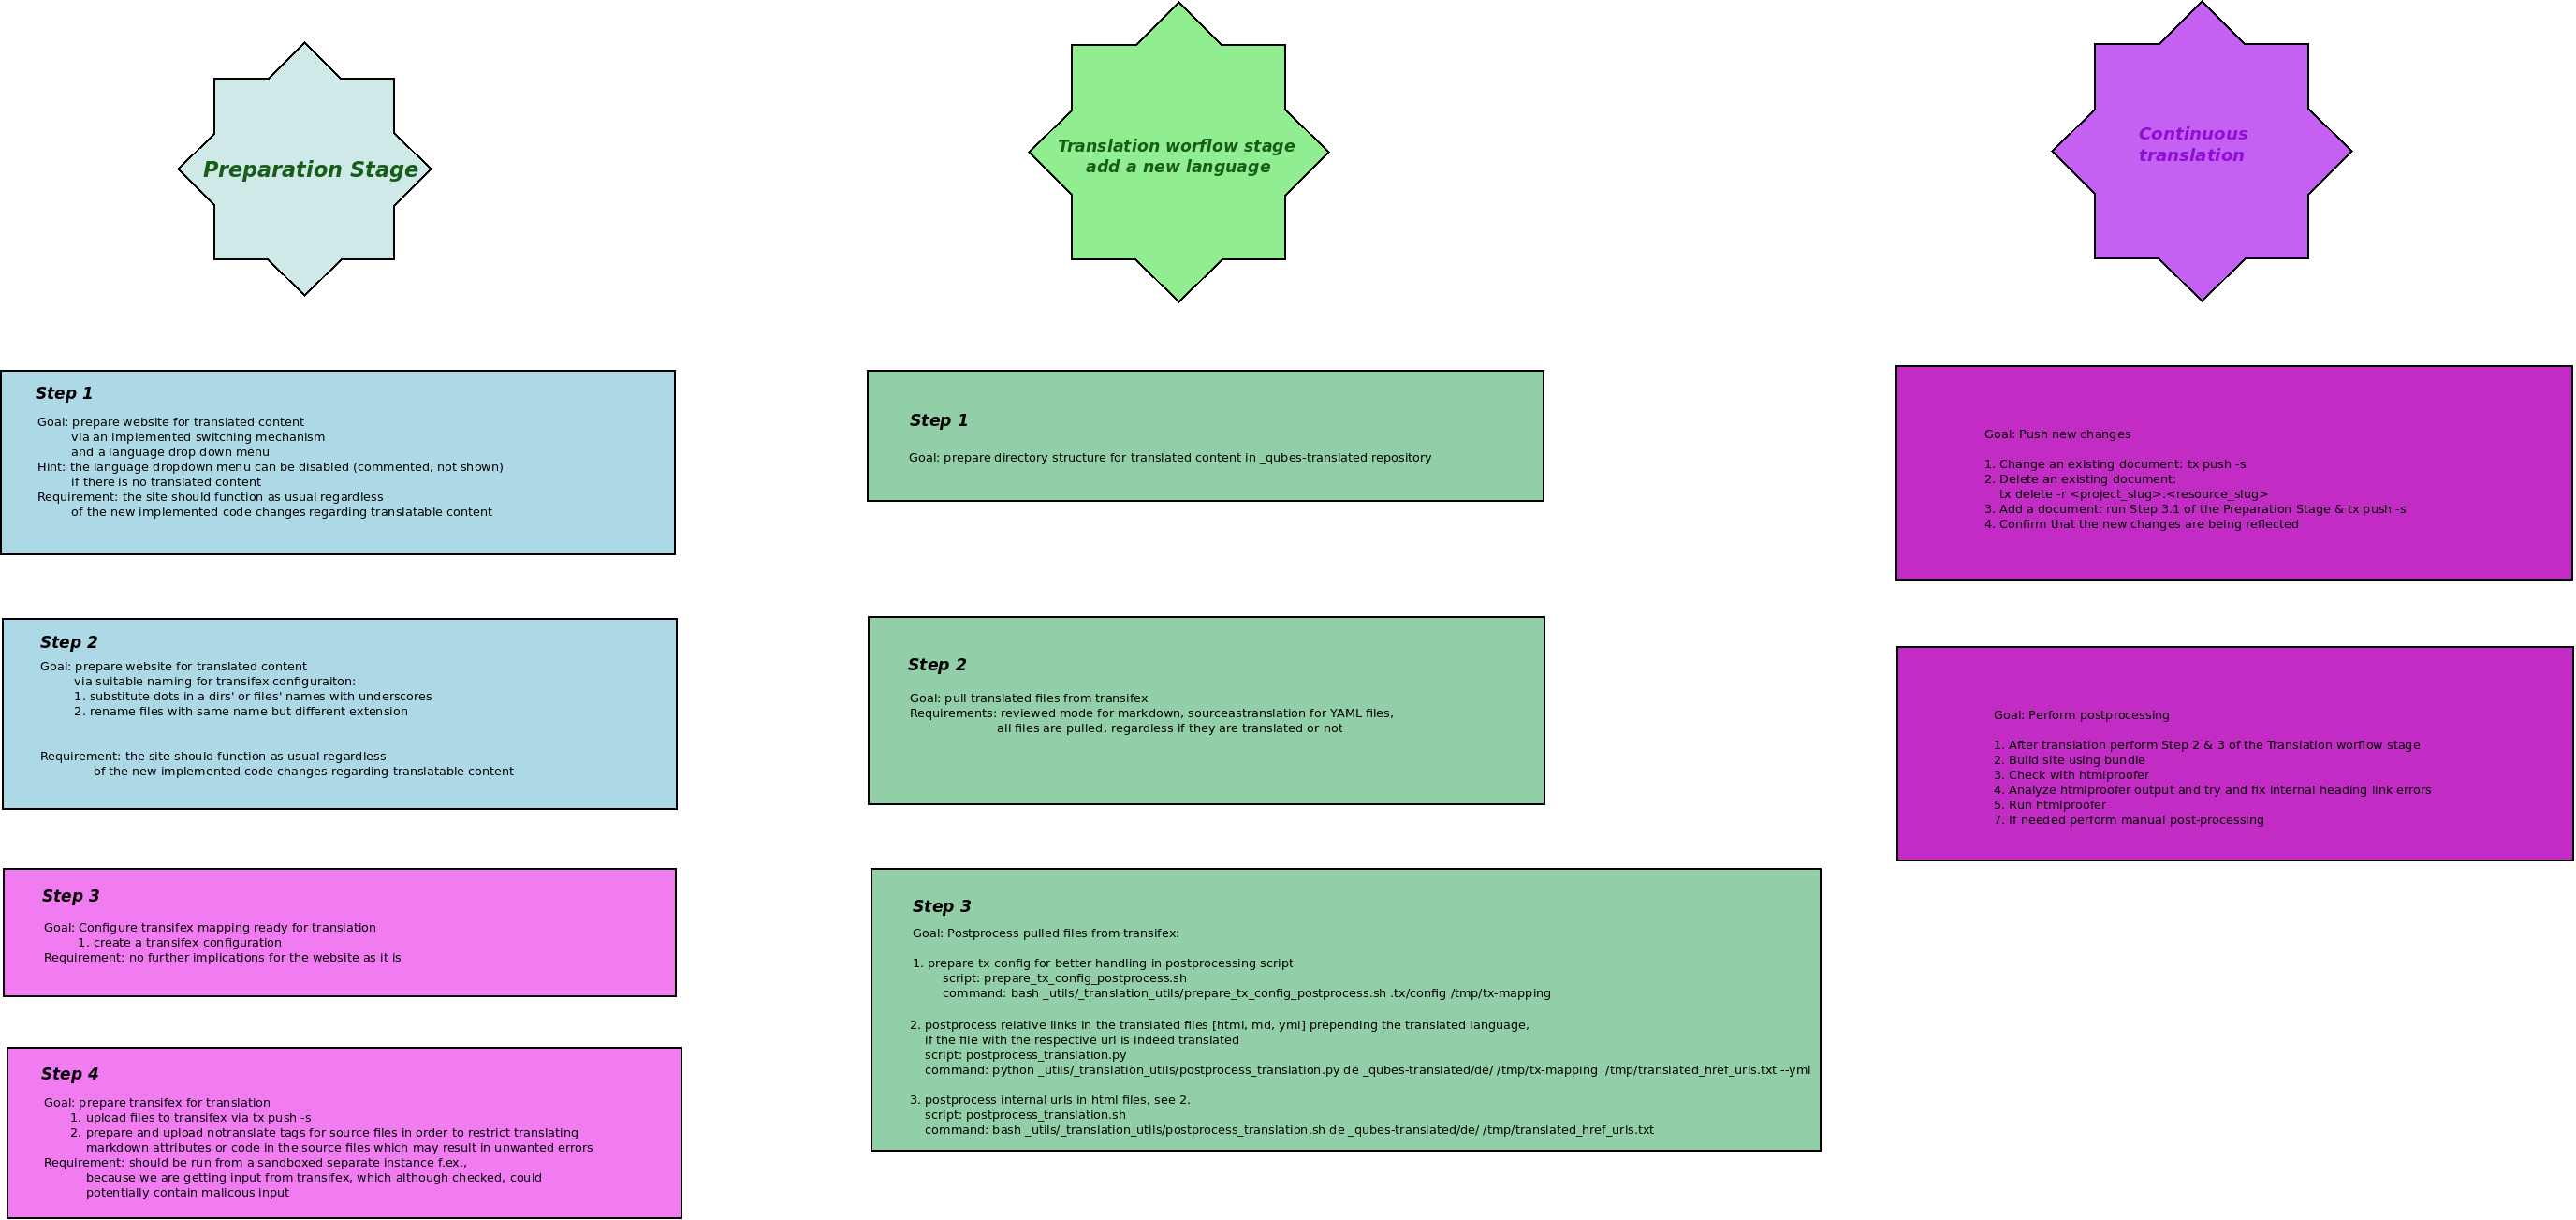 Preparation Stage
Step 1
Goal: prepare website for translated content
via an implemented switching mechanism
and a language drop down menu
Hint: the language dropdown menu can be disabled (commented, not shown)
if there is no translated content
Requirement: the site should function as usual regardless
of the new implemented code changes regarding translatable content
Step 2
Goal: prepare website for translated content
via suitable naming for transifex configuraiton:
1. substitute dots in a dirs' or files' names with underscores
2. rename files with same name but different extension
Requirement: the site should function as usual regardless
of the new implemented code changes regarding translatable content
Step 3
Goal: Configure transifex mapping ready for translation
1. create a transifex configuration
Requirement: no further implications for the website as it is
Step 4
Goal: prepare transifex for translation
1. upload files to transifex via tx push -s
2. prepare and upload notranslate tags for source files in order to restrict translating
markdown attributes or code in the source files which may result in unwanted errors
Requirement: should be run from a sandboxed separate instance f.ex.,
because we are getting input from transifex, which although checked, could
potentially contain malicous input
Translation worflow stage
add a new language
Step 1
Goal: prepare directory structure for translated content in _qubes-translated repository
Step 2
Goal: pull translated files from transifex
Requirements: reviewed mode for markdown, sourceastranslation for YAML files,
all files are pulled, regardless if they are translated or not
Step 3
Goal: Postprocess pulled files from transifex:
1. prepare tx config for better handling in postprocessing script
script: prepare_tx_config_postprocess.sh
command: bash _utils/_translation_utils/prepare_tx_config_postprocess.sh .tx/config /tmp/tx-mapping
2. postprocess relative links in the translated files [html, md, yml] prepending the translated language,
if the file with the respective url is indeed translated
script: postprocess_translation.py
command: python _utils/_translation_utils/postprocess_translation.py de _qubes-translated/de/ /tmp/tx-mapping  /tmp/translated_href_urls.txt --yml
3. postprocess internal urls in html files, see 2.
script: postprocess_translation.sh
command: bash _utils/_translation_utils/postprocess_translation.sh de _qubes-translated/de/ /tmp/translated_href_urls.txt
Continuous
translation
Goal: Push new changes
1. Change an existing document: tx push -s
2. Delete an existing document:
tx delete -r <project_slug>.<resource_slug>
3. Add a document: run Step 3.1 of the Preparation Stage & tx push -s
4. Confirm that the new changes are being reflected
Goal: Perform postprocessing
1. After translation perform Step 2 & 3 of the Translation worflow stage
2. Build site using bundle
3. Check with htmlproofer
4. Analyze htmlproofer output and try and fix internal heading link errors
5. Run htmlproofer
7. If needed perform manual post-processing